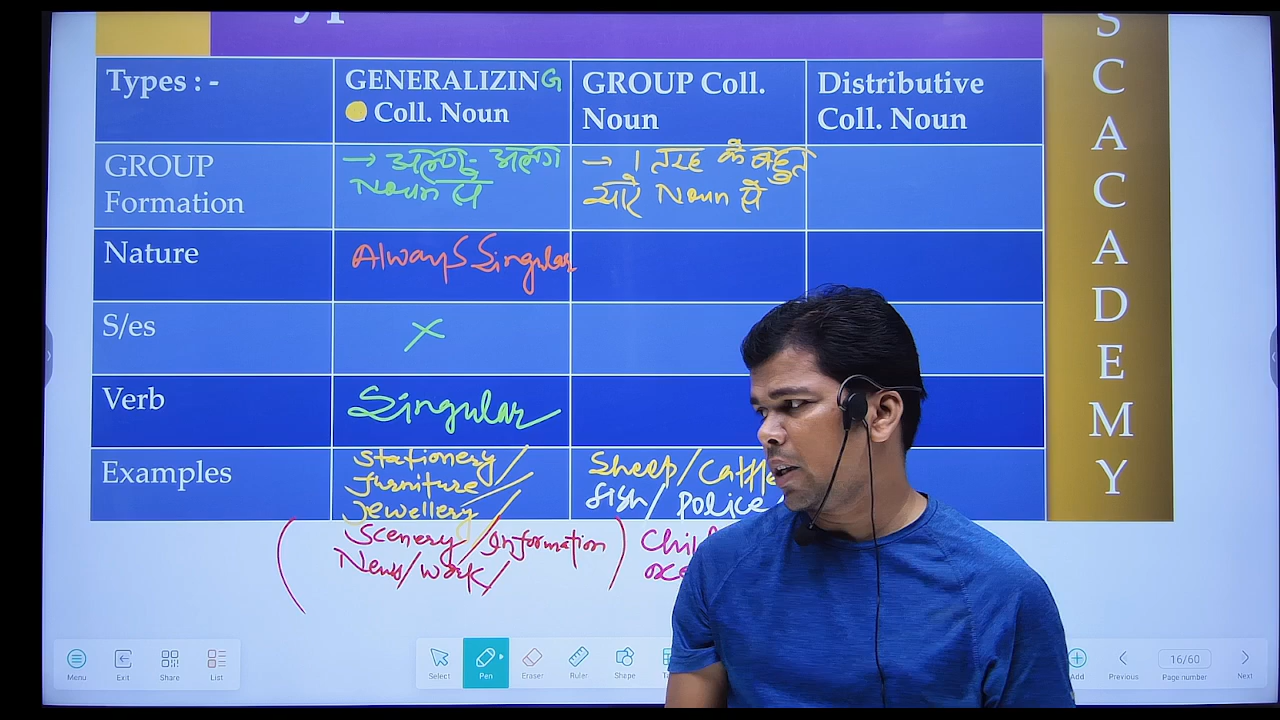 Types : -
GENERALIZING
Coll. Noun
GROUP Coll.
Noun
Distributive
Coll. Noun
GROUP
Formation
→ अलग-अलग
Noun से
→ 1 तरह के बहुत
सारे Noun से
Nature
Always Singular
S/es
×
Verb
Singular
Examples
Stationery/
furniture
Jewellery/
Scenery/Information
News/work/
Sheep/
fish/police
S
C
A
C
A
D
E
M
Y
Menu
Exit
Share
List
Select
Pen
Eraser
Ruler
Shape
Add
Previous
16/60
Page number
Next